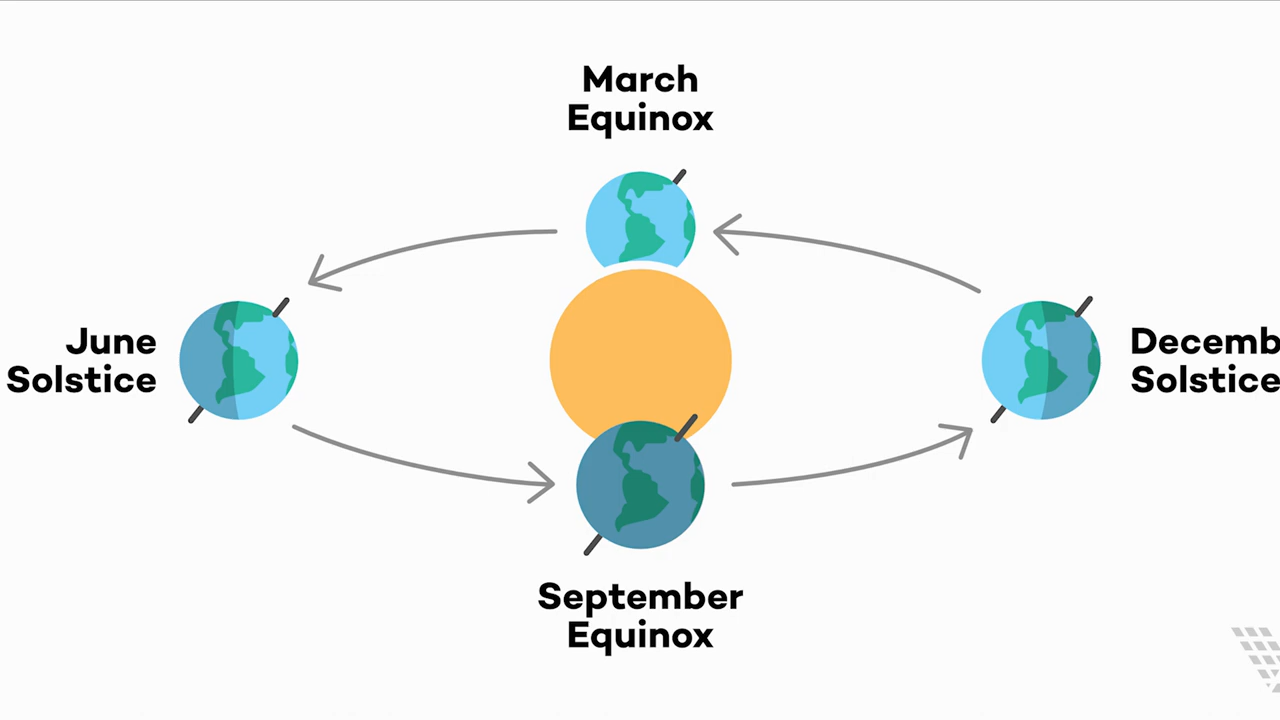 March
Equinox
June
Solstice
Decemb
Solstice
September
Equinox